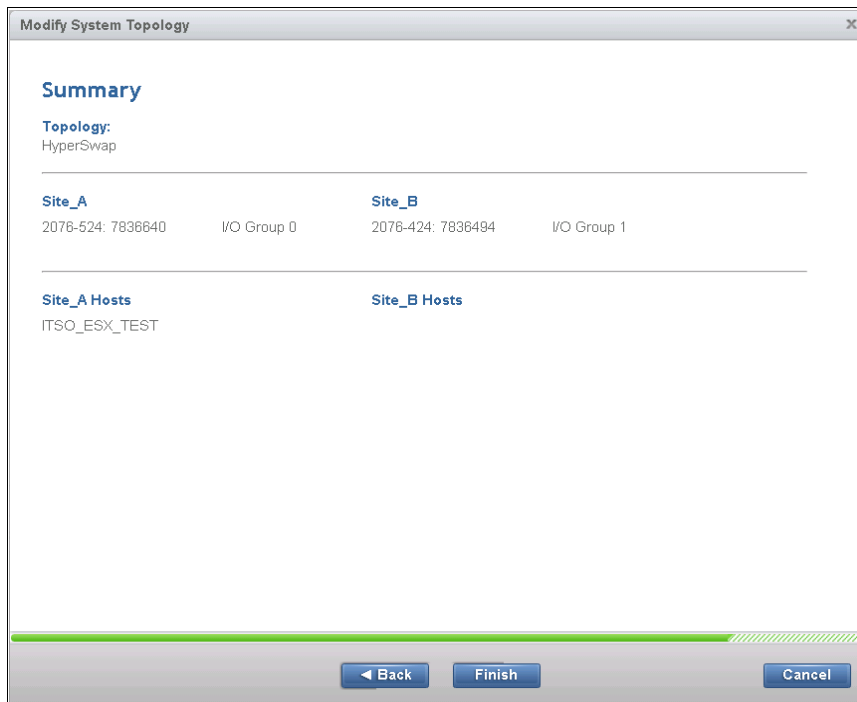 Modify System Topology
Summary
Topology:
HyperSwap
Site_A Site_B
2076-524: 7836640 I/O Group 0 2076-424: 7836494 I/O Group 1
Site_A Hosts Site_B Hosts
ITSO_ESX_TEST
Back Finish Cancel